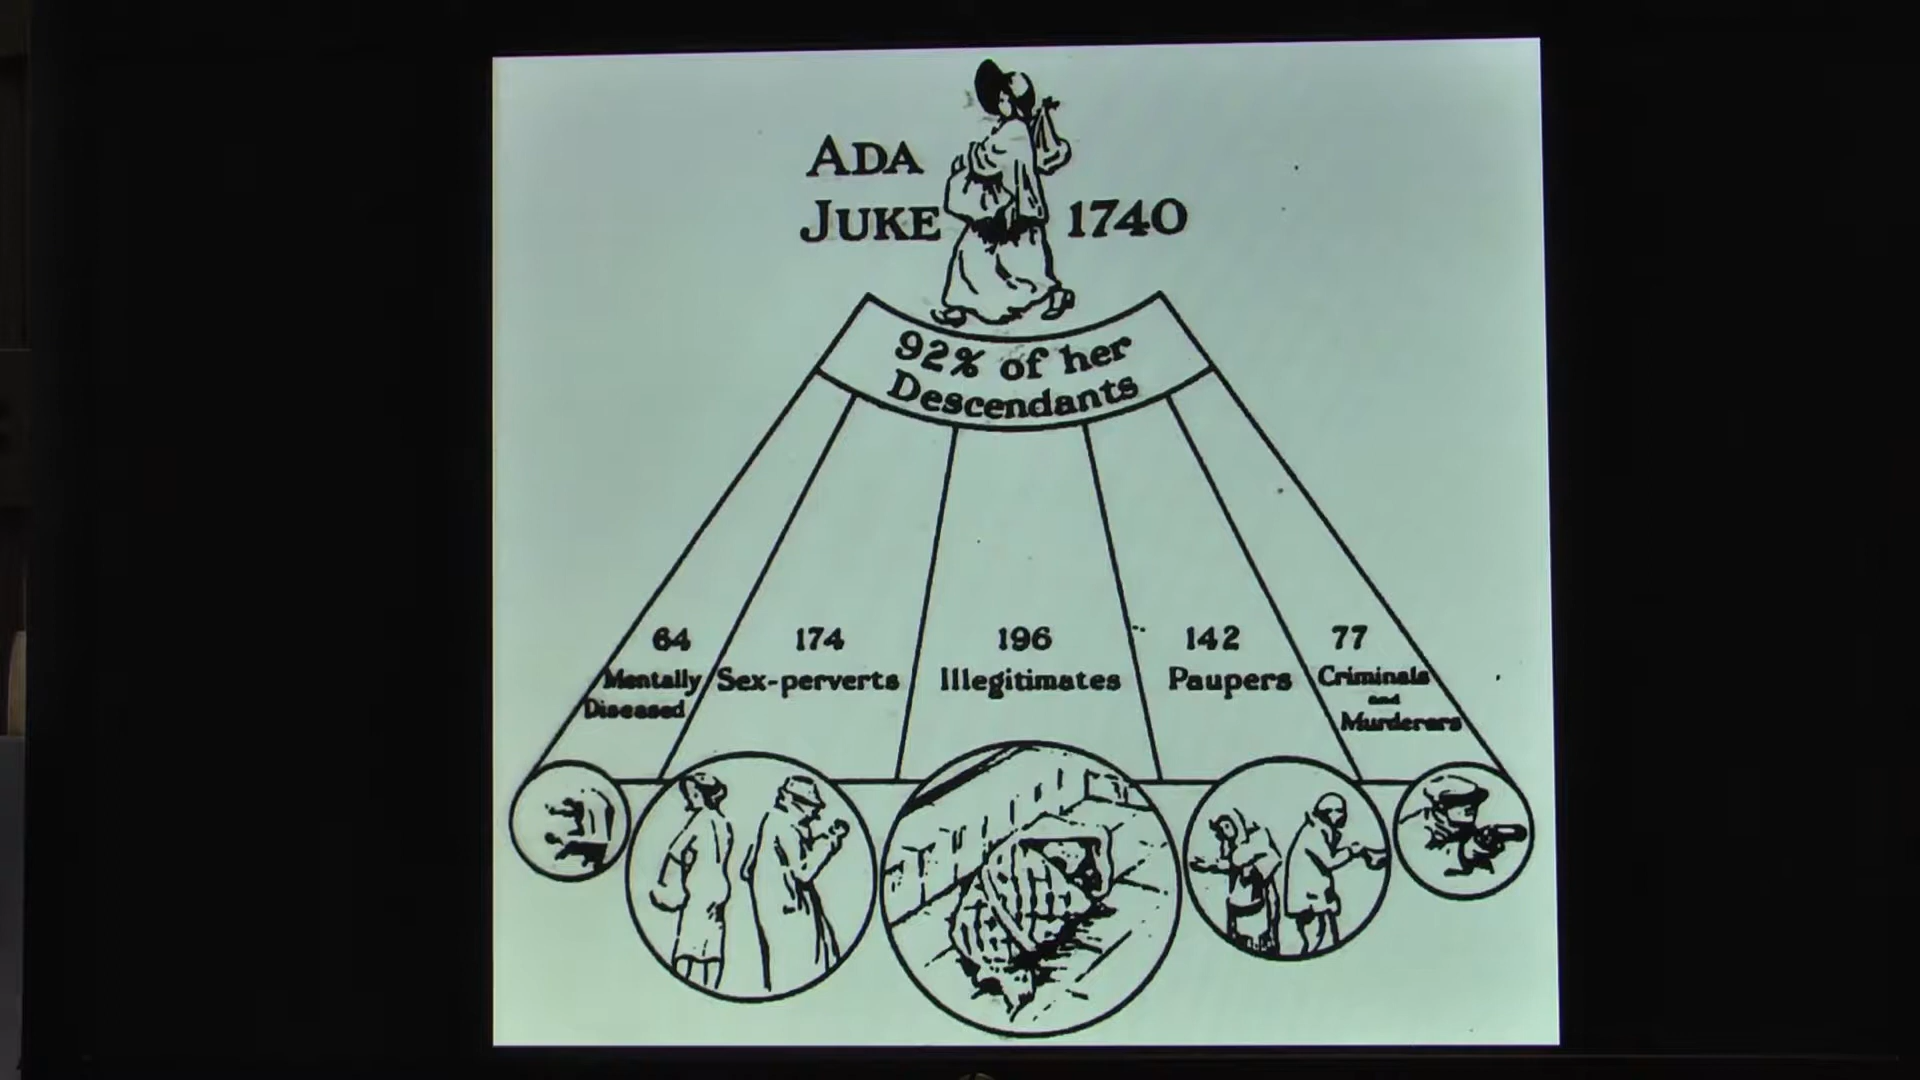 ADA
JUKE 1740
92% of her
Descendants
64 174 196 142 77
Mentally Diseased
Sex-perverts
Illegitimates
Paupers
Criminals and Murderers